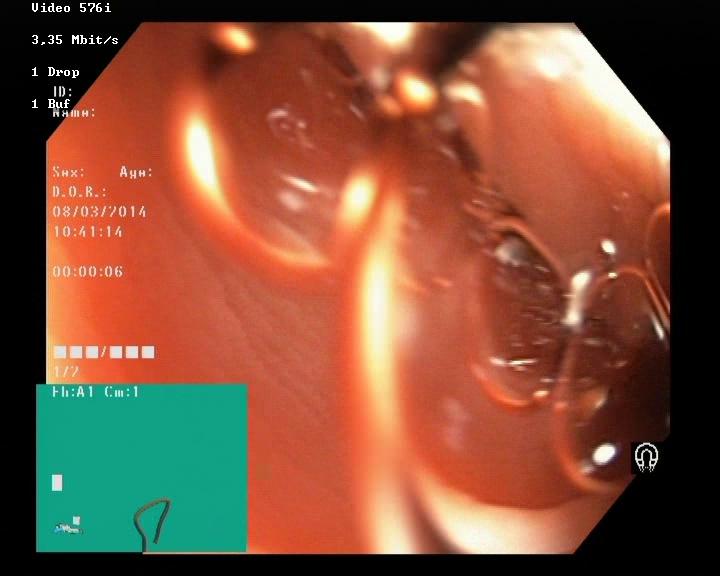 Video 576i
3,35 Mbit/s
1 Drop
1 Buf
ID:
Name:
Sex: Age:
D.O.R.:
08/03/2014
10:41:14
00:00:06
/
1/2
Eh:A1 Cm:1